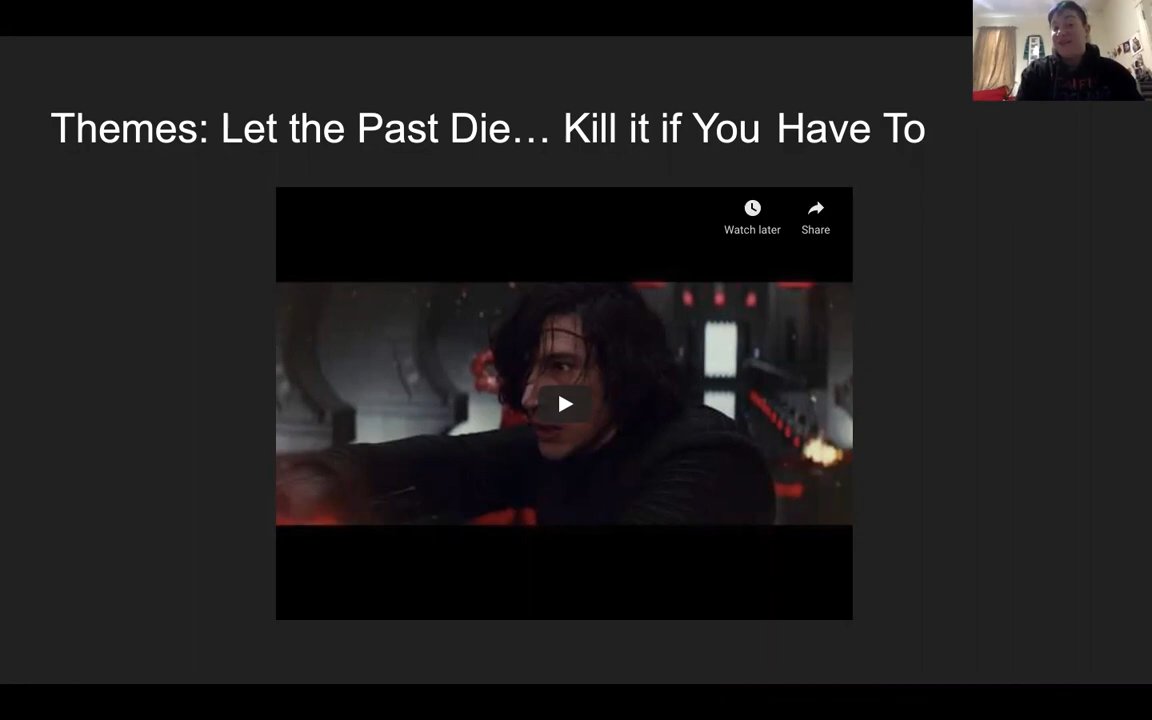 Themes: Let the Past Die... Kill it if You Have To
Watch later
Share